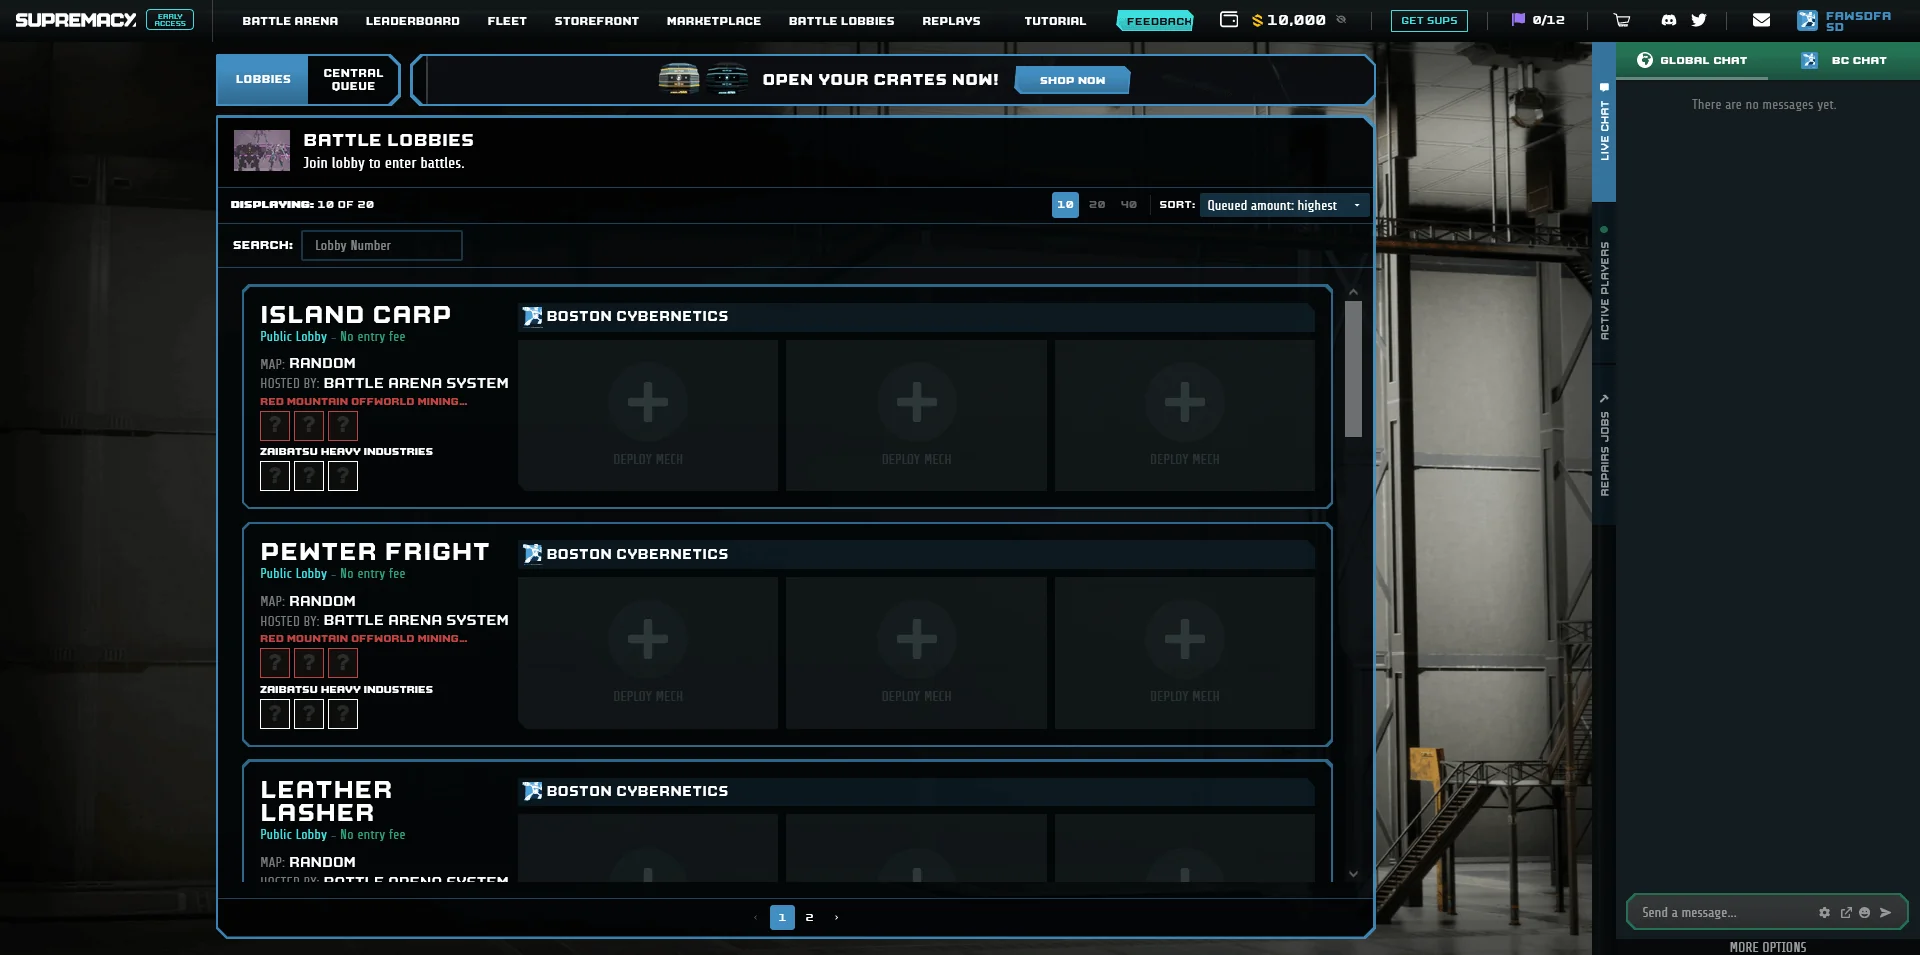 SUPREMACY
EARLY ACCESS
BATTLE ARENA
LEADERBOARD
FLEET
STOREFRONT
MARKETPLACE
BATTLE LOBBIES
REPLAYS
TUTORIAL
FEEDBACK
10,000
GET SUPS
0/12
FAWSDFA
SD
LOBBIES
CENTRAL
QUEUE
OPEN YOUR CRATES NOW!
SHOP NOW
BATTLE LOBBIES
Join lobby to enter battles.
DISPLAYING: 10 OF 20
10 20 40
SORT: Queued amount: highest
SEARCH: Lobby Number
ISLAND CARP
Public Lobby - No entry fee
MAP: RANDOM
HOSTED BY: BATTLE ARENA SYSTEM
RED MOUNTAIN OFFWORLD MINING...
? ? ?
ZAIBATSU HEAVY INDUSTRIES
? ? ?
BOSTON CYBERNETICS
DEPLOY MECH
DEPLOY MECH
DEPLOY MECH
PEWTER FRIGHT
Public Lobby - No entry fee
MAP: RANDOM
HOSTED BY: BATTLE ARENA SYSTEM
RED MOUNTAIN OFFWORLD MINING...
? ? ?
ZAIBATSU HEAVY INDUSTRIES
? ? ?
BOSTON CYBERNETICS
DEPLOY MECH
DEPLOY MECH
DEPLOY MECH
LEATHER
LASHER
Public Lobby - No entry fee
MAP: RANDOM
HOSTED BY: BATTLE ARENA SYSTEM
BOSTON CYBERNETICS
‹ 1 2 ›
LIVE CHAT
ACTIVE PLAYERS
REPAIRS JOBS
GLOBAL CHAT
BC CHAT
There are no messages yet.
Send a message...
MORE OPTIONS